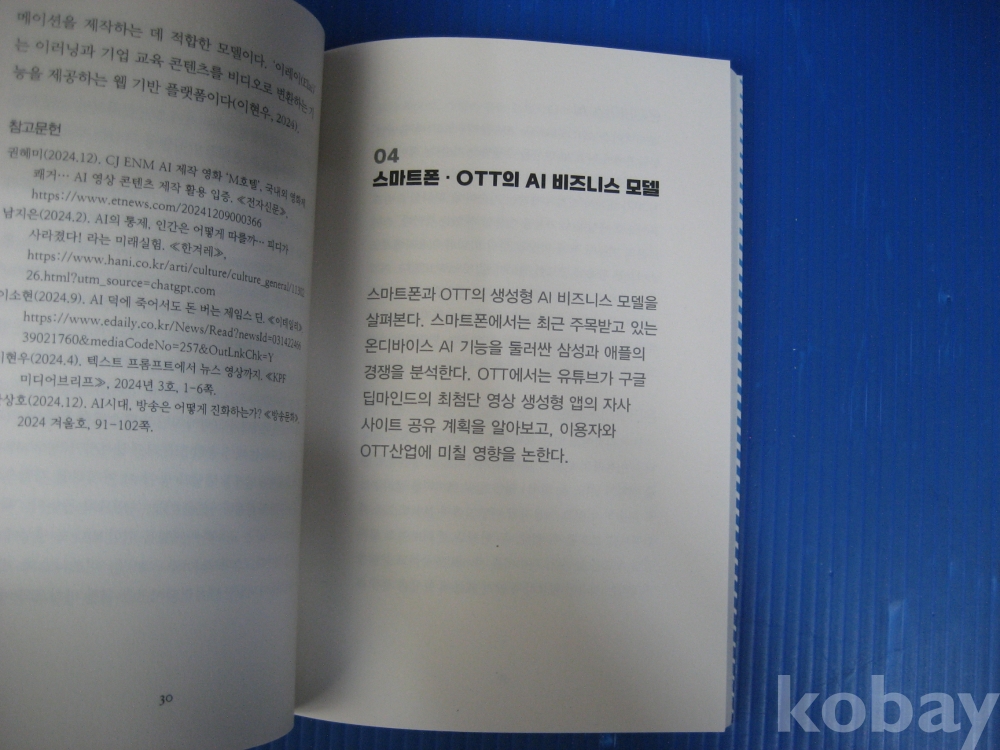 메이션을 제작하는 데 적합한 모델이다. '이레이(Elai)'
는 이러닝과 기업 교육 콘텐츠를 비디오로 변환하는 기
능을 제공하는 웹 기반 플랫폼이다(이현우, 2024).
참고문헌
권혜미(2024.12). CJ ENM AI 제작 영화 'M호텔', 국내외 영화제
쾌거… AI 영상 콘텐츠 제작 활용 입증. ≪전자신문≫.
https://www.etnews.com/20241209000366
남지은(2024.2). AI의 통제, 인간은 어떻게 따를까… 피디가
사라졌다! 라는 미래실험. ≪한겨레≫,
https://www.hani.co.kr/arti/culture/culture_general/11302
26.html?utm_source=chatgpt.com
이소현(2024.9). AI 덕에 죽어서도 돈 버는 제임스 딘. ≪이데일리≫
https://www.edaily.co.kr/News/Read?newsId=031422466
39021760&mediaCodeNo=257&OutLnkChk=Y
이현우(2024.4). 텍스트 프롬프트에서 뉴스 영상까지. ≪KPF
미디어브리프≫, 2024년 3호, 1-6쪽.
상호(2024.12). AI시대, 방송은 어떻게 진화하는가? ≪방송문화≫,
2024 겨울호, 91-102쪽.
30
04
스마트폰·OTT의 AI 비즈니스 모델
스마트폰과 OTT의 생성형 AI 비즈니스 모델을
살펴본다. 스마트폰에서는 최근 주목받고 있는
온디바이스 AI 기능을 둘러싼 삼성과 애플의
경쟁을 분석한다. OTT에서는 유튜브가 구글
딥마인드의 최첨단 영상 생성형 앱의 자사
사이트 공유 계획을 알아보고, 이용자와
OTT산업에 미칠 영향을 논한다.
kobay